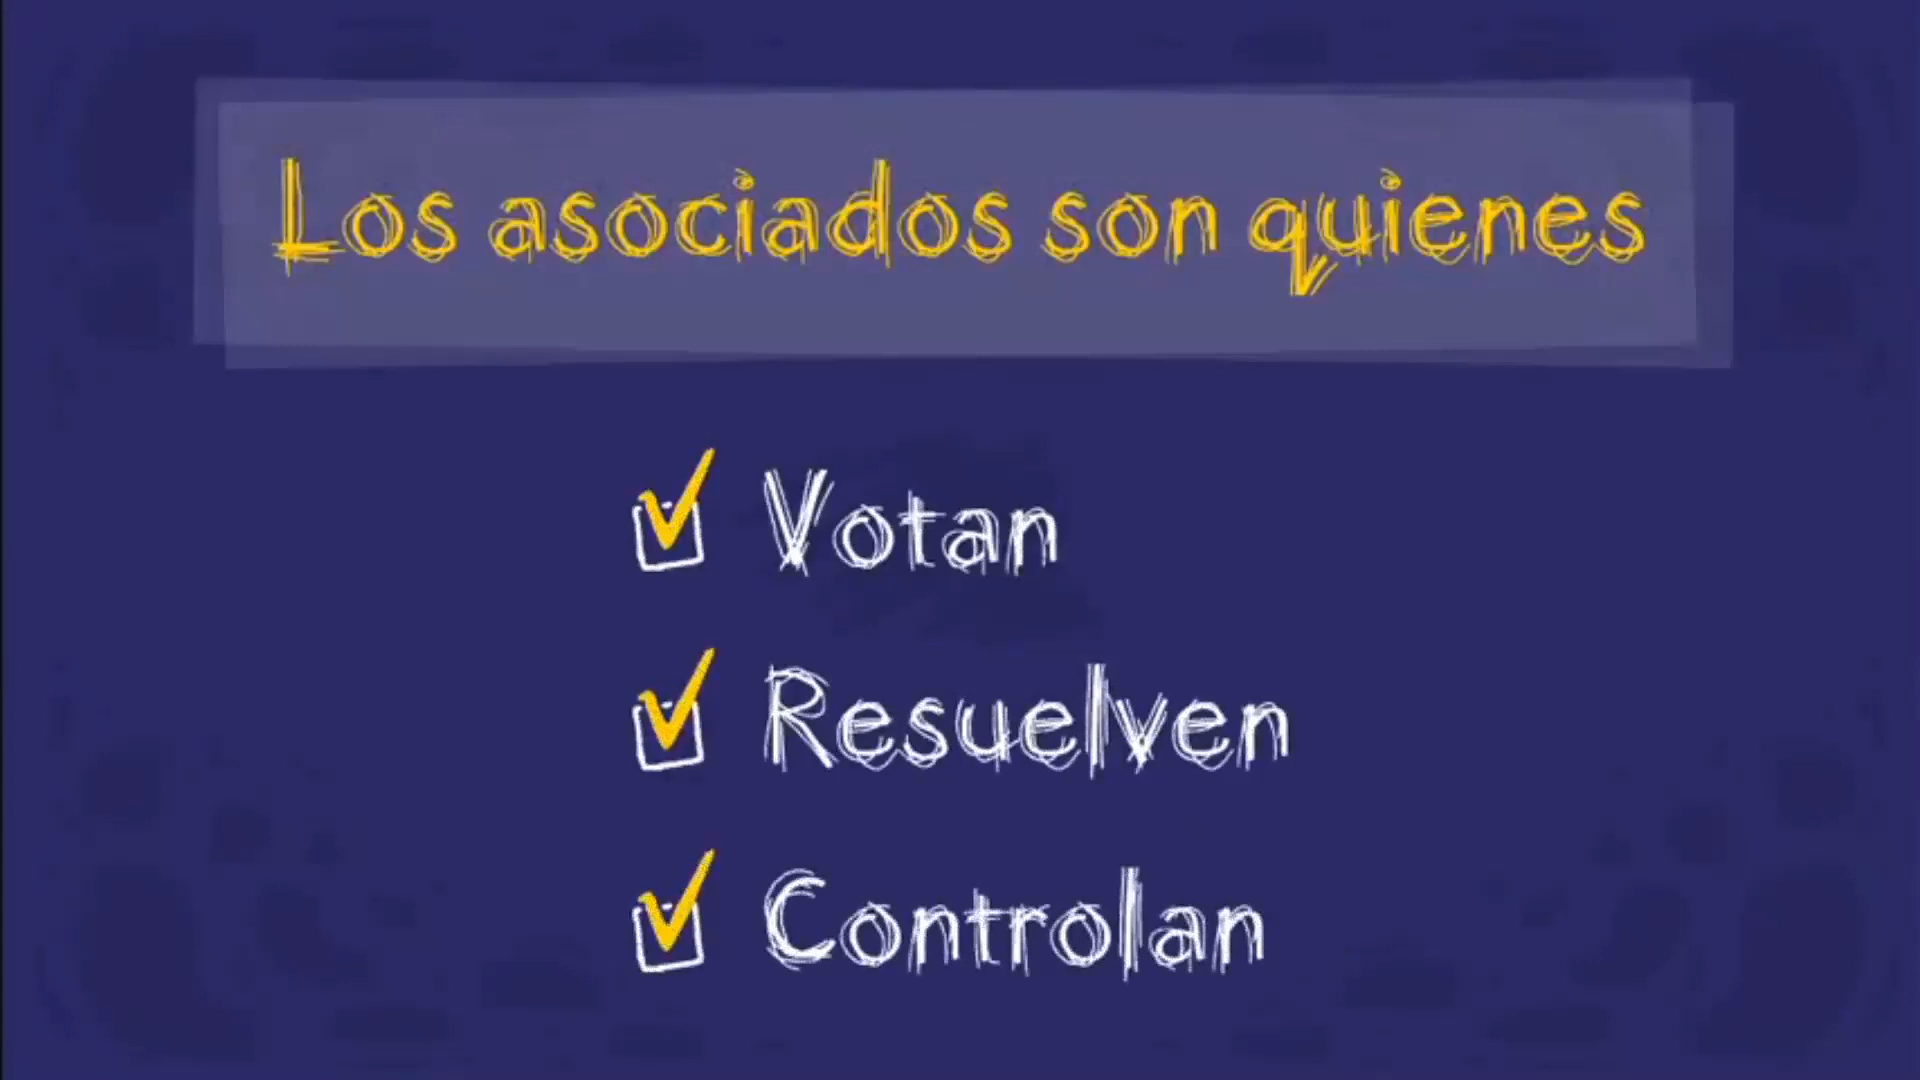 Los asociados son quienes
Votan
Resuelven
Controlan